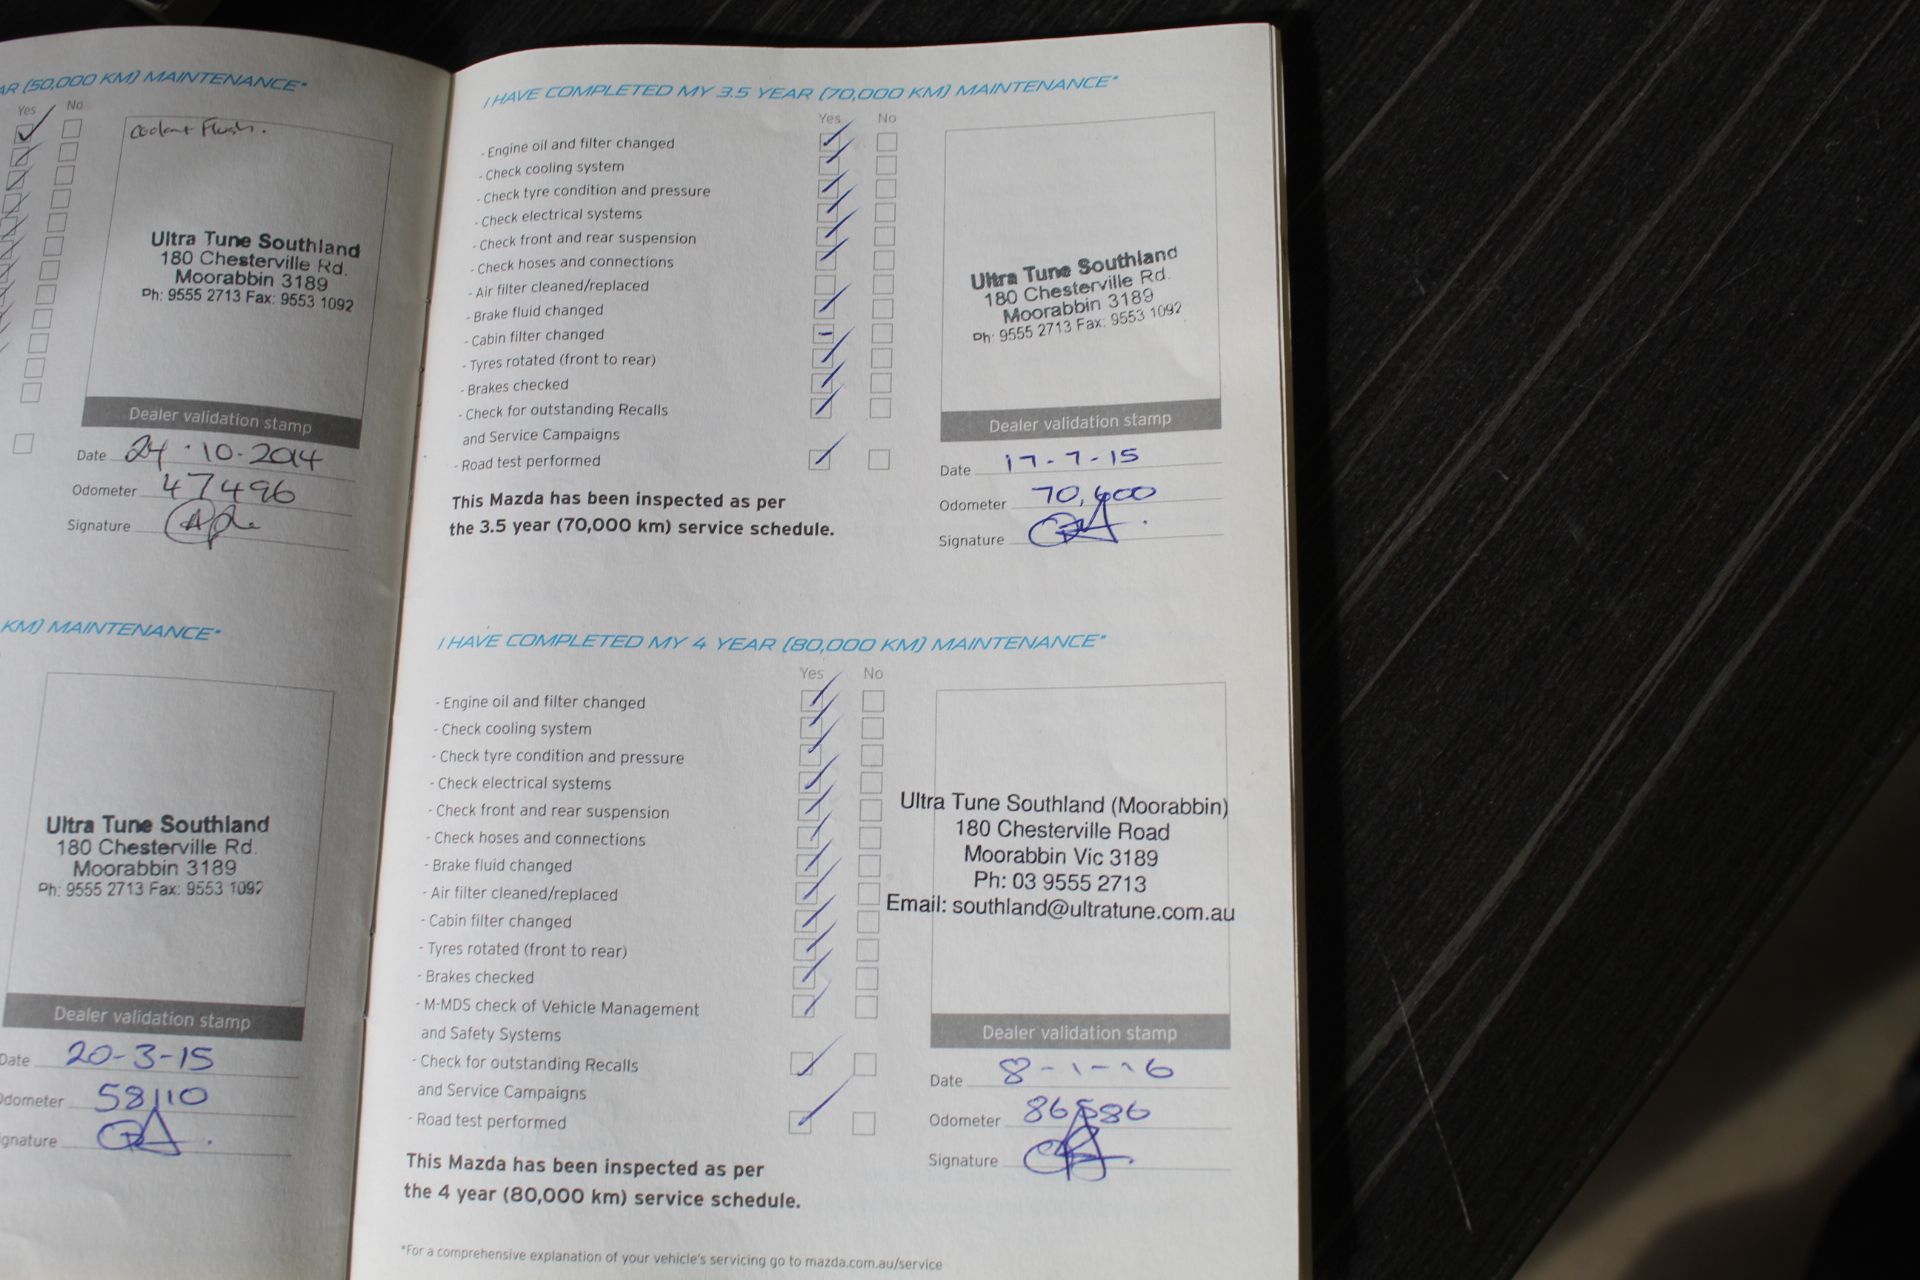 AR (50,000 KM) MAINTENANCE*
Yes No
Coolant Flush.
Ultra Tune Southland
180 Chesterville Rd.
Moorabbin 3189
Ph: 9555 2713 Fax: 9553 1092
Dealer validation stamp
Date 24.10.2014
Odometer 47496
Signature
KM) MAINTENANCE*
Ultra Tune Southland
180 Chesterville Rd.
Moorabbin 3189
Ph: 9555 2713 Fax: 9553 1092
Dealer validation stamp
Date 20-3-15
Odometer 58110
Signature
I HAVE COMPLETED MY 3.5 YEAR (70,000 KM) MAINTENANCE*
Yes No
- Engine oil and filter changed
- Check cooling system
- Check tyre condition and pressure
- Check electrical systems
- Check front and rear suspension
- Check hoses and connections
- Air filter cleaned/replaced
- Brake fluid changed
- Cabin filter changed
- Tyres rotated (front to rear)
- Brakes checked
- Check for outstanding Recalls
and Service Campaigns
- Road test performed
This Mazda has been inspected as per
the 3.5 year (70,000 km) service schedule.
Ultra Tune Southland
180 Chesterville Rd.
Moorabbin 3189
Ph: 9555 2713 Fax: 9553 1092
Dealer validation stamp
Date 17-7-15
Odometer 70,600
Signature
I HAVE COMPLETED MY 4 YEAR (80,000 KM) MAINTENANCE*
Yes No
- Engine oil and filter changed
- Check cooling system
- Check tyre condition and pressure
- Check electrical systems
- Check front and rear suspension
- Check hoses and connections
- Brake fluid changed
- Air filter cleaned/replaced
- Cabin filter changed
- Tyres rotated (front to rear)
- Brakes checked
- M-MDS check of Vehicle Management
and Safety Systems
- Check for outstanding Recalls
and Service Campaigns
- Road test performed
This Mazda has been inspected as per
the 4 year (80,000 km) service schedule.
Ultra Tune Southland (Moorabbin)
180 Chesterville Road
Moorabbin Vic 3189
Ph: 03 9555 2713
Email: southland@ultratune.com.au
Dealer validation stamp
Date 8-1-16
Odometer 86586
Signature
*For a comprehensive explanation of your vehicle's servicing go to mazda.com.au/service